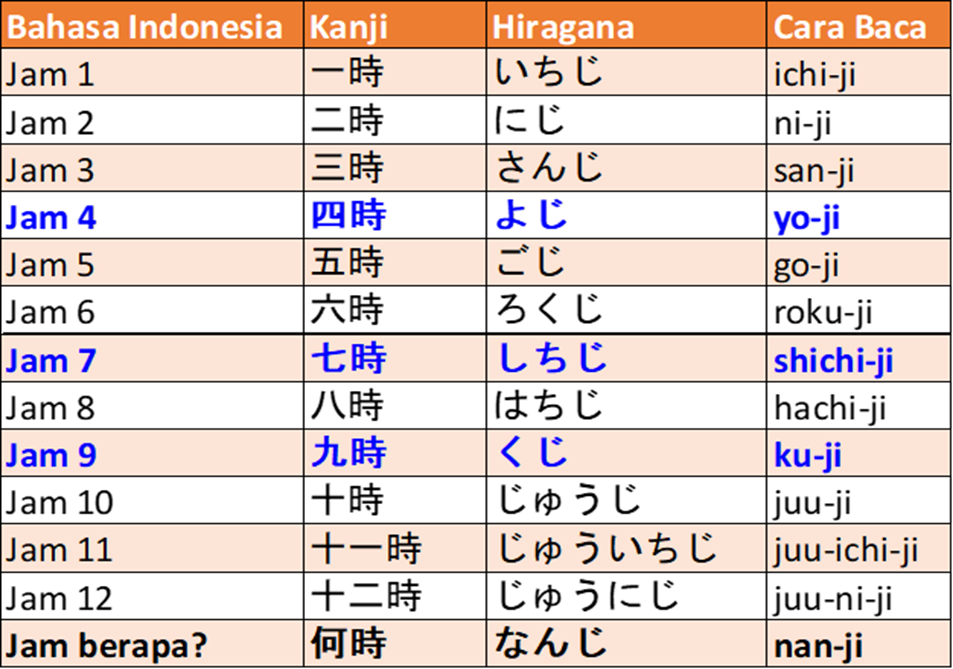 Bahasa Indonesia Kanji Hiragana Cara Baca
Jam 1 一時 いちじ ichi-ji
Jam 2 二時 にじ ni-ji
Jam 3 三時 さんじ san-ji
Jam 4 四時 よじ yo-ji
Jam 5 五時 ごじ go-ji
Jam 6 六時 ろくじ roku-ji
Jam 7 七時 しちじ shichi-ji
Jam 8 八時 はちじ hachi-ji
Jam 9 九時 くじ ku-ji
Jam 10 十時 じゅうじ juu-ji
Jam 11 十一時 じゅういちじ juu-ichi-ji
Jam 12 十二時 じゅうにじ juu-ni-ji
Jam berapa? 何時 なんじ nan-ji